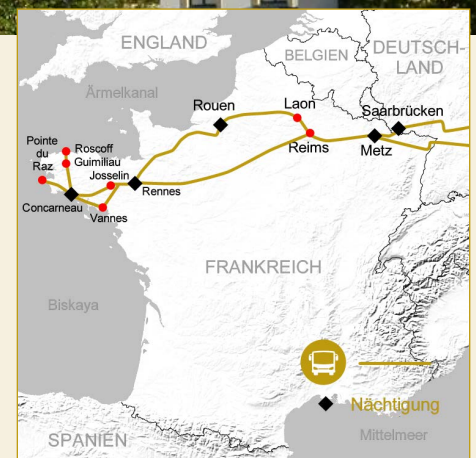 ENGLAND
BELGIEN
DEUTSCH-
LAND
Ärmelkanal
Rouen
Laon
Saarbrücken
Reims
Metz
Pointe
du
Raz
Roscoff
Guimiliau
Josselin
Rennes
Concarneau
Vannes
FRANKREICH
Biskaya
Nächtigung
SPANIEN
Mittelmeer